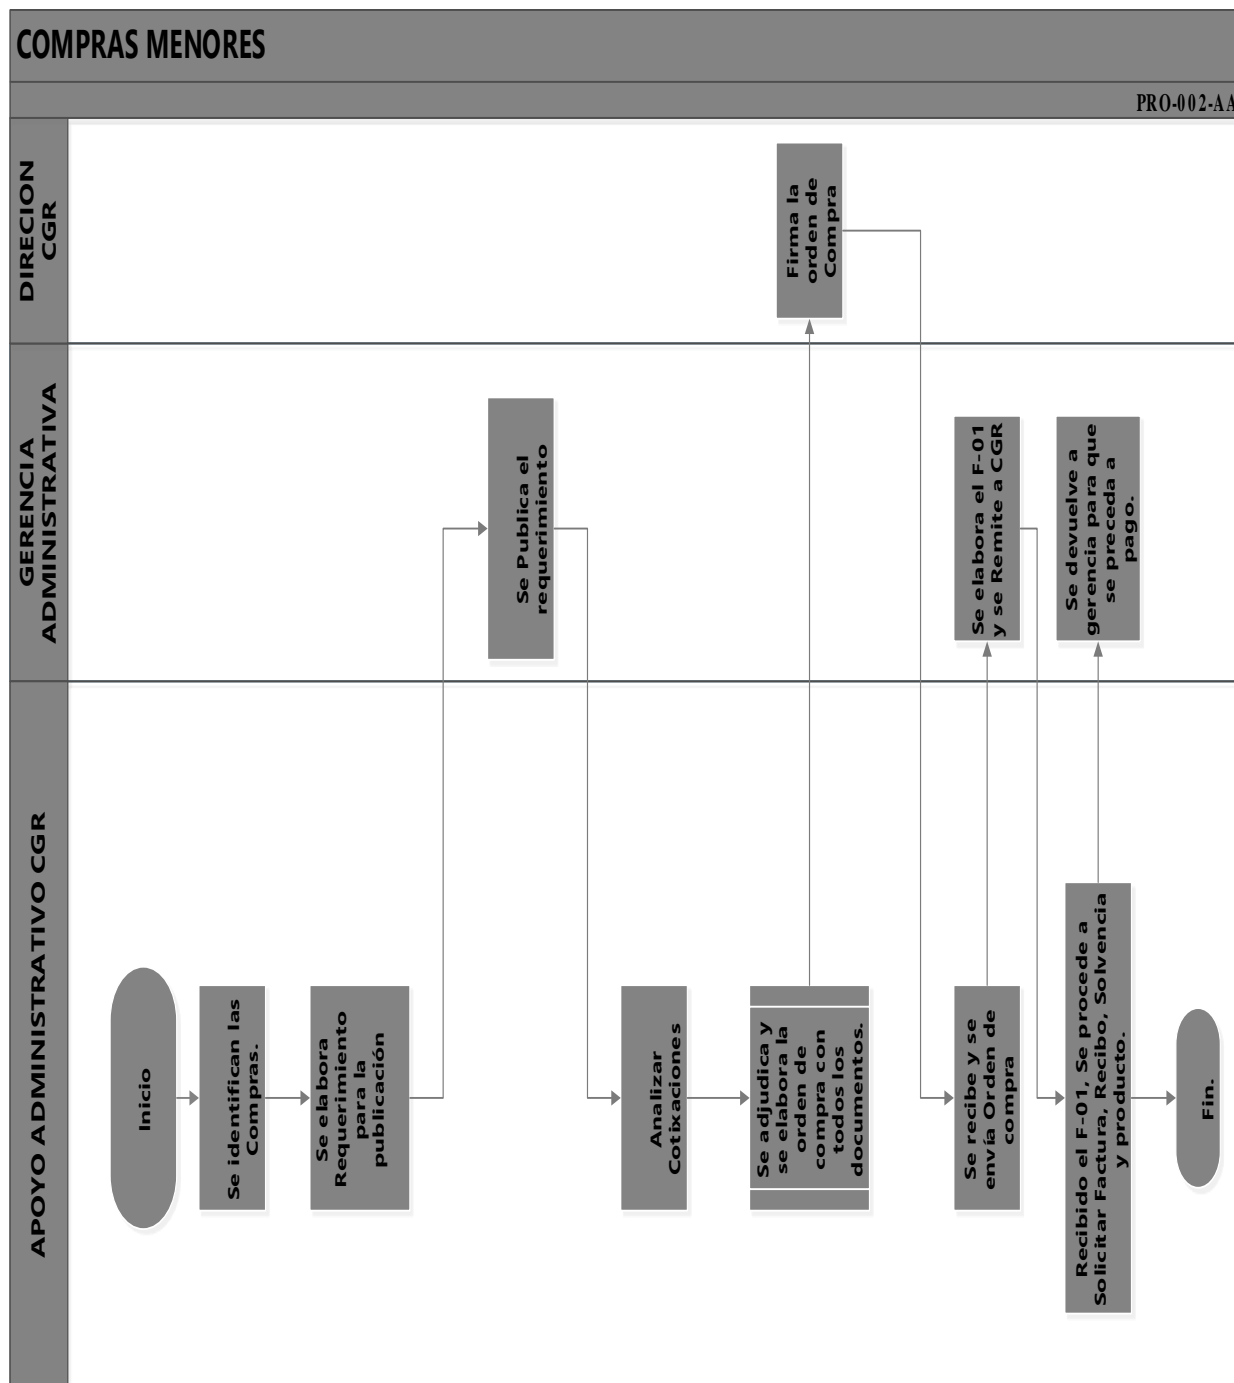 COMPRAS MENORES
PRO-002-AA
DIRECION
CGR
GERENCIA
ADMINISTRATIVA
APOYO ADMINISTRATIVO CGR
Inicio
Se identifican las
Compras.
Se elabora
Requerimiento
para la
publicación
Se Publica el
requerimiento
Analizar
Cotixaciones
Se adjudica y
se elabora la
orden de
compra con
todos los
documentos.
Firma la
orden de
Compra
Se recibe y se
envía Orden de
compra
Se elabora el F-01
y se Remite a CGR
Recibido el F-01, Se procede a
Solicitar Factura, Recibo, Solvencia
y producto.
Se devuelve a
gerencia para que
se preceda a
pago.
Fin.